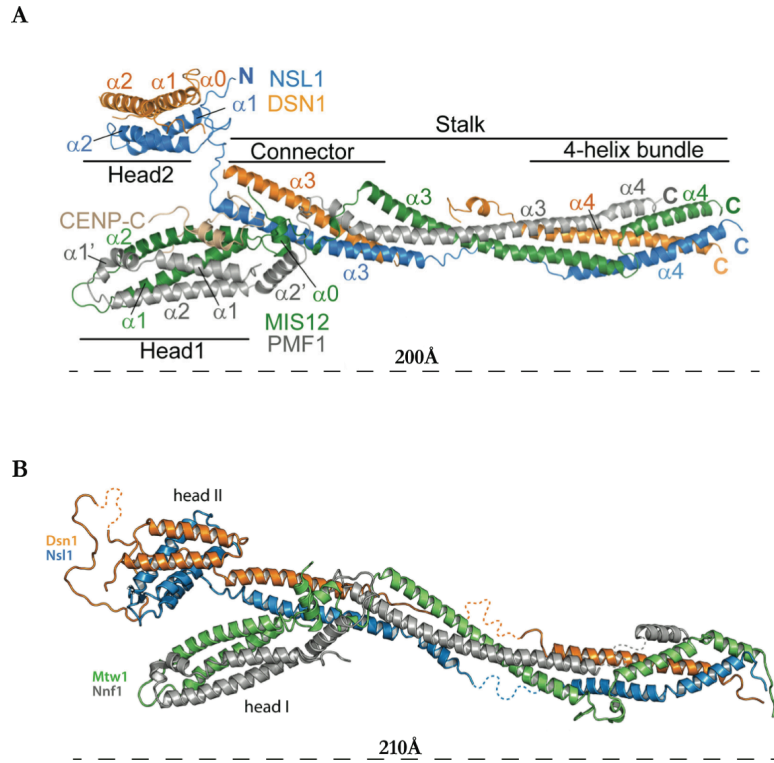 A
α2 α1 α0 N NSL1
α1 DSN1
α2
Stalk
Head2
Connector
4-helix bundle
α3
α3
α3
α4
α4
C
α4
C
CENP-C
α2
α1'
C
α3
α4
C
α2'
α0
α2
α1
α1
MIS12
PMF1
Head1
200Å
B
head II
Dsn1
Nsl1
Mtw1
Nnf1
head I
210Å